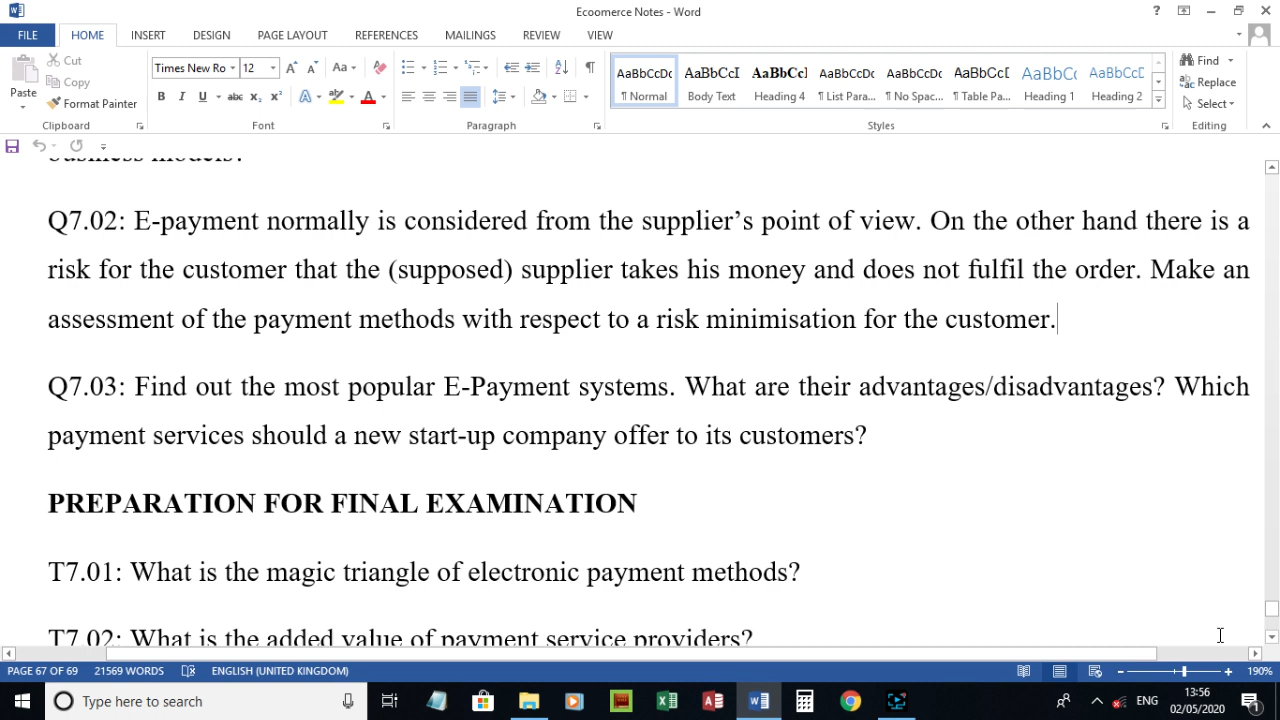 Ecoomerce Notes - Word
FILE HOME INSERT DESIGN PAGE LAYOUT REFERENCES MAILINGS REVIEW VIEW
Cut
Copy
Format Painter
Paste
Clipboard
Times New Ro 12
Font
Paragraph
AaBbCcDc AaBbCcI AaBbCcI AaBbCcDc AaBbCcDc AaBbCcD AaBbC AaBbCcD
¶ Normal Body Text Heading 4 ¶ List Para... ¶ No Spac... ¶ Table Pa... Heading 1 Heading 2
Styles
Find
Replace
Select
Editing
business models?
Q7.02: E-payment normally is considered from the supplier’s point of view. On the other hand there is a
risk for the customer that the (supposed) supplier takes his money and does not fulfil the order. Make an
assessment of the payment methods with respect to a risk minimisation for the customer.
Q7.03: Find out the most popular E-Payment systems. What are their advantages/disadvantages? Which
payment services should a new start-up company offer to its customers?
PREPARATION FOR FINAL EXAMINATION
T7.01: What is the magic triangle of electronic payment methods?
T7.02: What is the added value of payment service providers?
PAGE 67 OF 69 21569 WORDS ENGLISH (UNITED KINGDOM) 190%
Type here to search
ENG
13:56
02/05/2020